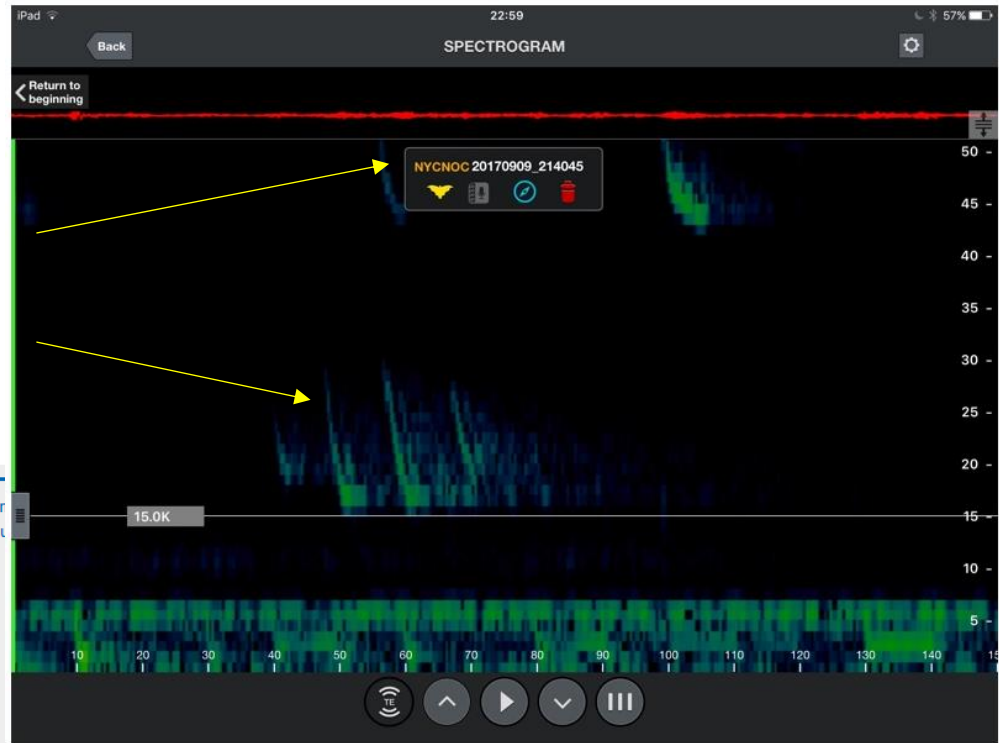 iPad 22:59 57%
Back SPECTROGRAM
Return to
beginning
NYCNOC 20170909_214045
50 -
45 -
40 -
35 -
30 -
25 -
20 -
15.0K 15 -
10 -
5 -
10 20 30 40 50 60 70 80 90 100 110 120 130 140
TE